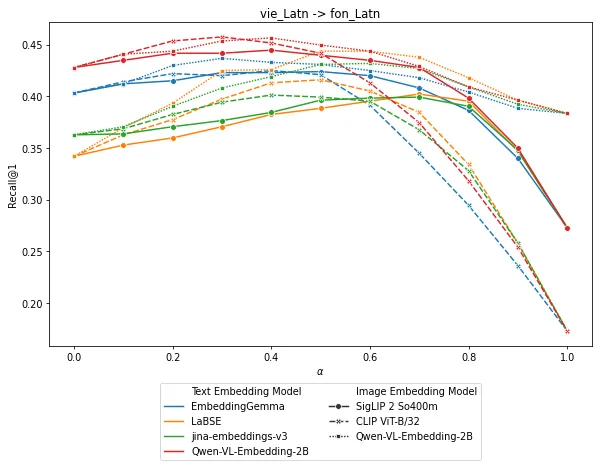 vie_Latn -> fon_Latn
0.45
0.40
0.35
0.30
0.25
0.20
Recall@1
0.0 0.2 0.4 0.6 0.8 1.0
α
Text Embedding Model
EmbeddingGemma
LaBSE
jina-embeddings-v3
Qwen-VL-Embedding-2B
Image Embedding Model
SigLIP 2 So400m
CLIP ViT-B/32
Qwen-VL-Embedding-2B